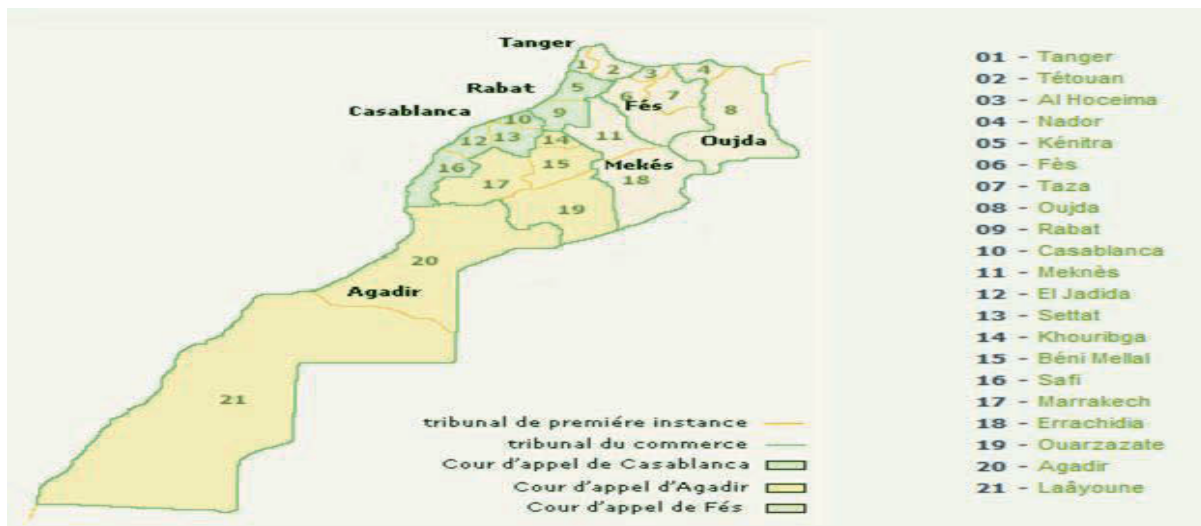 Tanger
Rabat
Casablanca
Fés
Oujda
Mekés
Agadir
1
2
3
4
5
6
7
8
9
10
11
12
13
14
15
16
17
18
19
20
21
tribunal de premiére instance
tribunal du commerce
Cour d'appel de Casablanca
Cour d'appel d'Agadir
Cour d'appel de Fés
01 - Tanger
02 - Tétouan
03 - Al Hoceima
04 - Nador
05 - Kénitra
06 - Fès
07 - Taza
08 - Oujda
09 - Rabat
10 - Casablanca
11 - Meknès
12 - El Jadida
13 - Settat
14 - Khouribga
15 - Béni Mellal
16 - Safi
17 - Marrakech
18 - Errachidia
19 - Ouarzazate
20 - Agadir
21 - Laâyoune